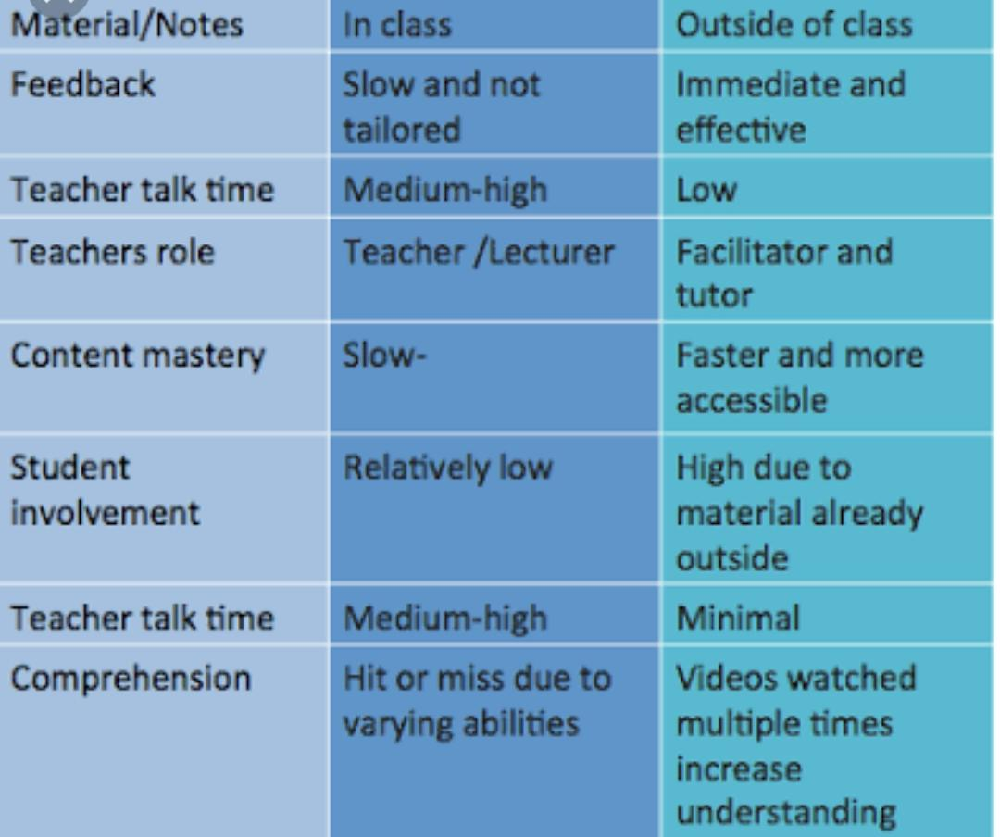 Material/Notes In class Outside of class
Feedback Slow and not Immediate and
tailored effective
Teacher talk time Medium-high Low
Teachers role Teacher /Lecturer Facilitator and
tutor
Content mastery Slow- Faster and more
accessible
Student Relatively low High due to
involvement material already
outside
Teacher talk time Medium-high Minimal
Comprehension Hit or miss due to Videos watched
varying abilities multiple times
increase
understanding